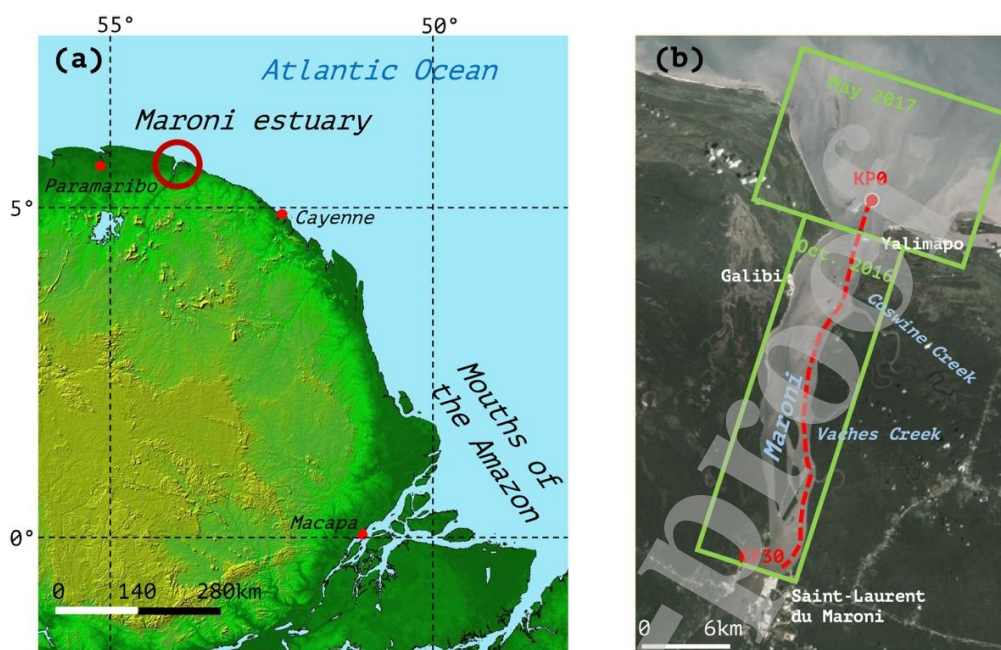 55°
50°
(a)
Atlantic Ocean
Maroni estuary
Paramaribo
5°
Cayenne
Mouths of
the Amazon
Macapa
0°
0 140 280km
(b)
May 2017
KP0
Yalimapo
Oct. 2016
Galibi
Coswine Creek
Maroni
Vaches Creek
KP30
Saint-Laurent
du Maroni
0 6km